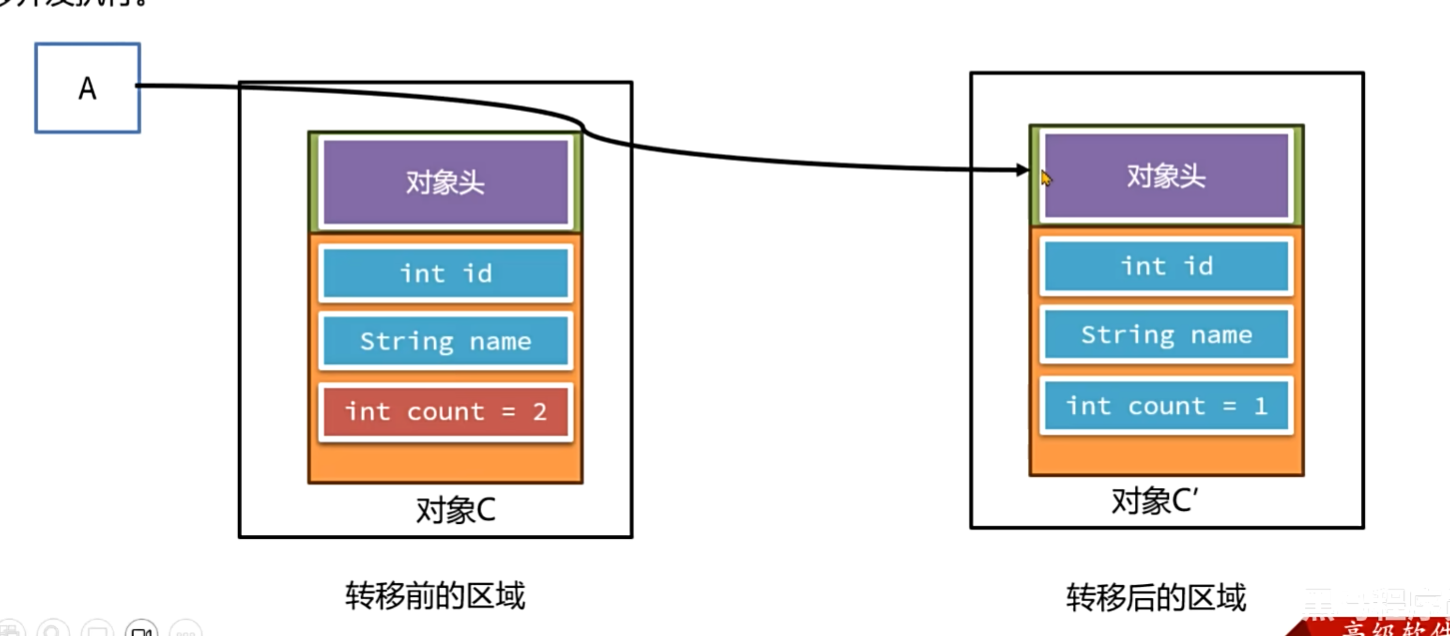 A
对象头
int id
String name
int count = 2
对象C
转移前的区域
对象头
int id
String name
int count = 1
对象C′
转移后的区域